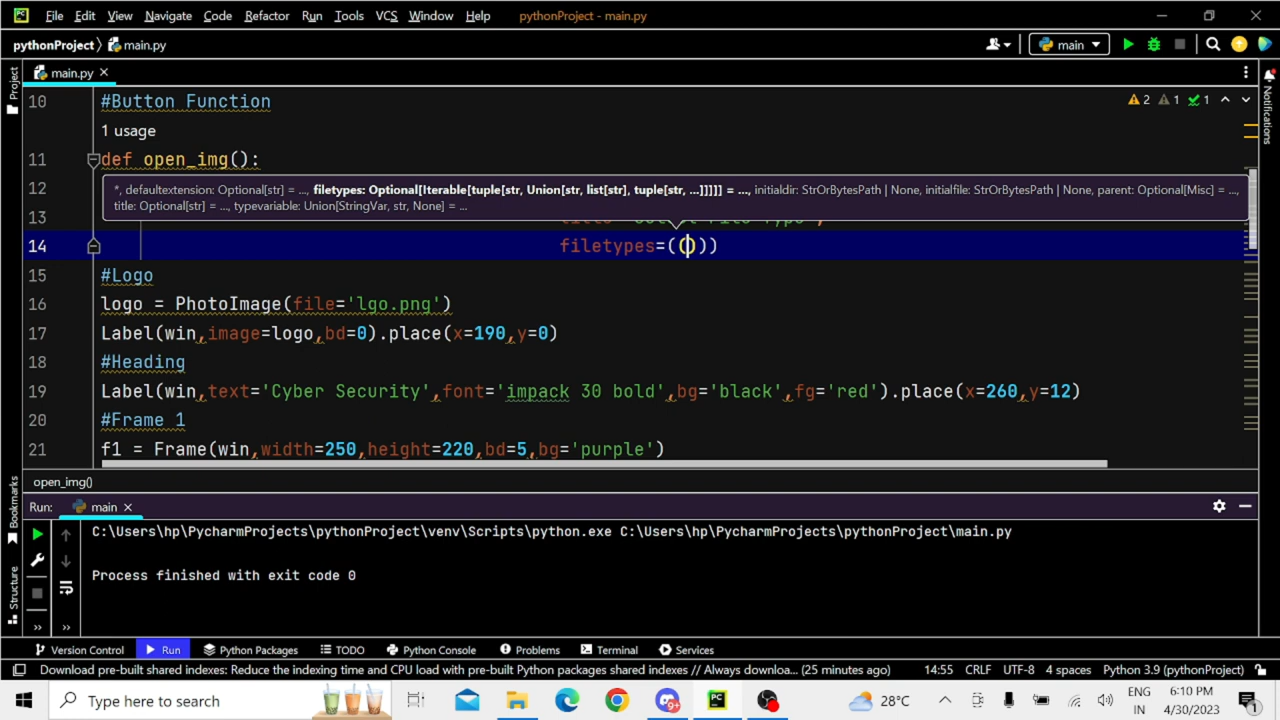 File Edit View Navigate Code Refactor Run Tools VCS Window Help pythonProject - main.py
pythonProject main.py main
Project
main.py
Notifications
10 #Button Function
2 1 1
1 usage
11 def open_img():
12
*, defaultextension: Optional[str] = ..., filetypes: Optional[Iterable[tuple[str, Union[str, list[str], tuple[str, ...]]]]] = ..., initialdir: StrOrBytesPath | None, initialfile: StrOrBytesPath | None, parent: Optional[Misc] = ...,
title: Optional[str] = ..., typevariable: Union[StringVar, str, None] = ...
13
14 filetypes=(()))
15 #Logo
16 logo = PhotoImage(file='lgo.png')
17 Label(win,image=logo,bd=0).place(x=190,y=0)
18 #Heading
19 Label(win,text='Cyber Security',font='impack 30 bold',bg='black',fg='red').place(x=260,y=12)
20 #Frame 1
21 f1 = Frame(win,width=250,height=220,bd=5,bg='purple')
open_img()
Bookmarks
Run: main
C:\Users\hp\PycharmProjects\pythonProject\venv\Scripts\python.exe C:\Users\hp\PycharmProjects\pythonProject\main.py
Process finished with exit code 0
Structure
Version Control Run Python Packages TODO Python Console Problems Terminal Services
Download pre-built shared indexes: Reduce the indexing time and CPU load with pre-built Python packages shared indexes // Always downloa... (25 minutes ago) 14:55 CRLF UTF-8 4 spaces Python 3.9 (pythonProject)
Type here to search
9+
28°C
ENG
IN
6:10 PM
4/30/2023
1